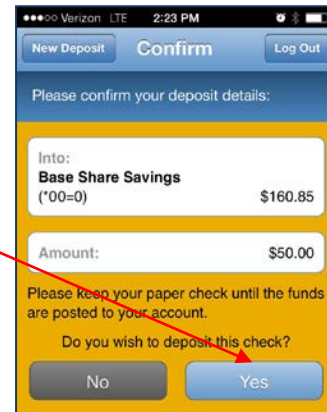 Verizon LTE 2:23 PM
New Deposit Confirm Log Out
Please confirm your deposit details:
Into:
Base Share Savings
(*00=0) $160.85
Amount: $50.00
Please keep your paper check until the funds
are posted to your account.
Do you wish to deposit this check?
No Yes